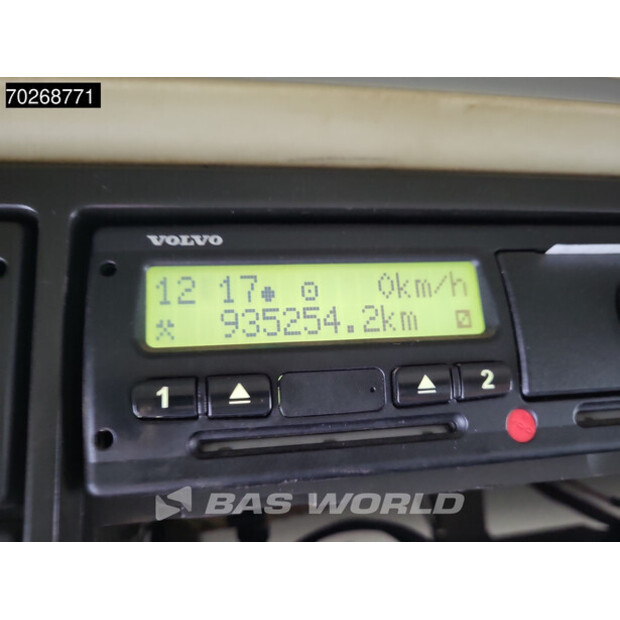 70268771
VOLVO
12 17 0km/h
935254.2km
1 2
BAS WORLD